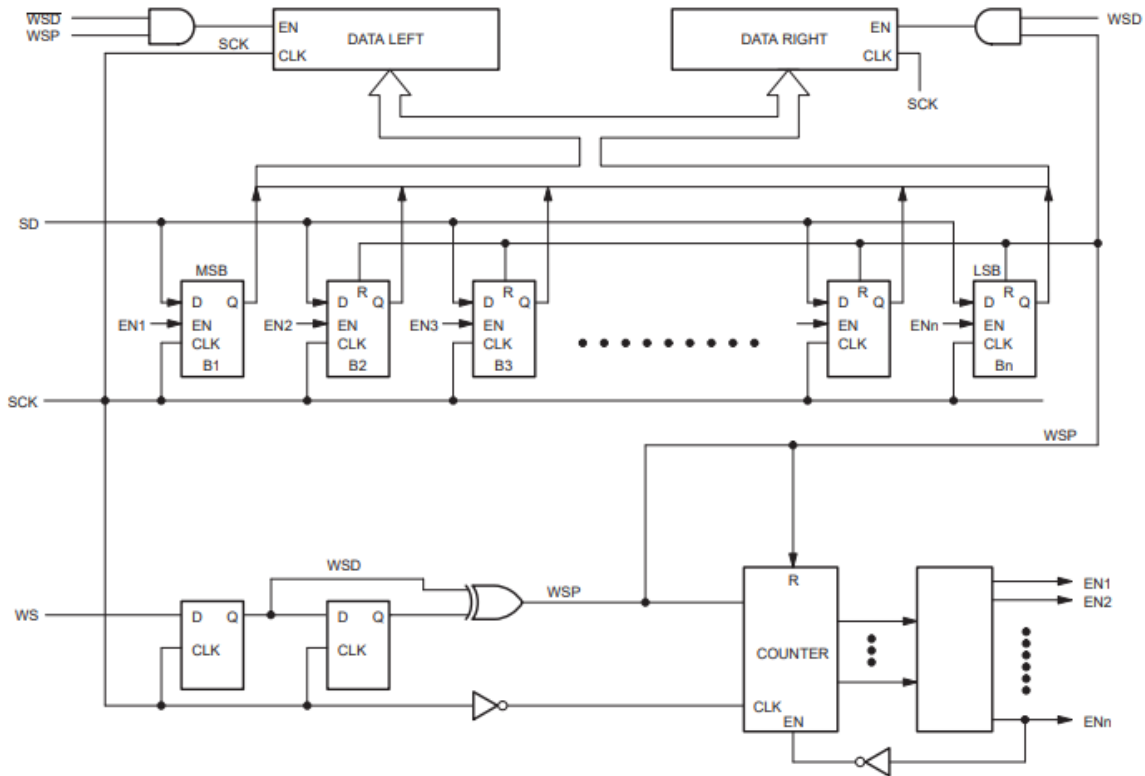 W̅S̅D̅
WSP
EN
SCK
CLK
DATA LEFT
DATA RIGHT
EN
CLK
WSD
SCK
SD
MSB
D Q
EN1
EN
CLK
B1
R
D Q
EN2
EN
CLK
B2
R
D Q
EN3
EN
CLK
B3
R
D Q
EN
CLK
LSB
R
D Q
ENn
EN
CLK
Bn
SCK
WSP
WS
D Q
CLK
WSD
D Q
CLK
WSP
R
COUNTER
CLK
EN
EN1
EN2
ENn